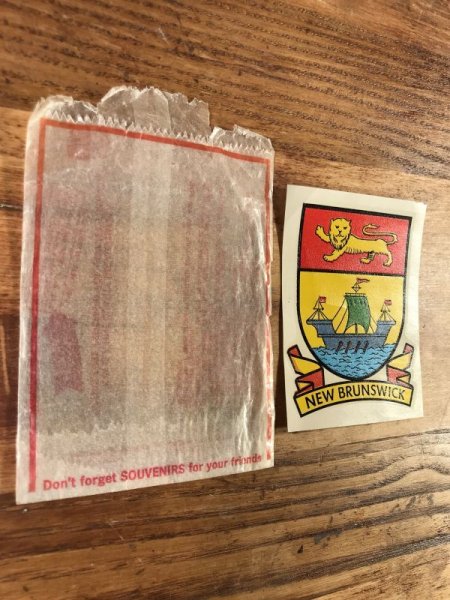 Don't forget SOUVENIRS for your friends
NEW BRUNSWICK